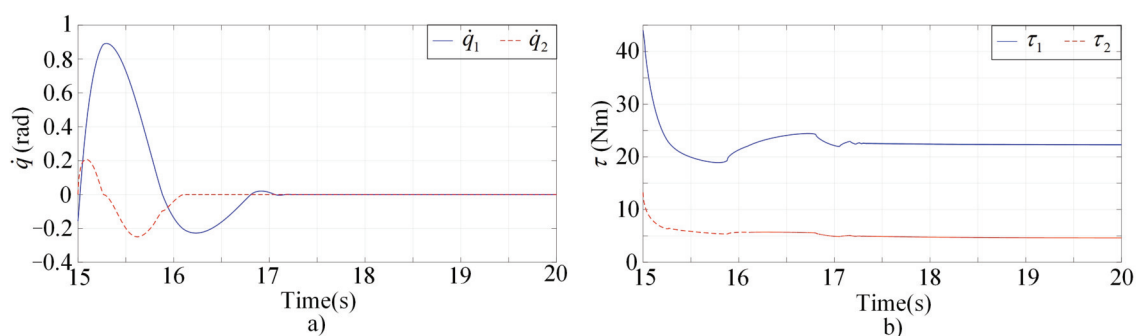 1
0.8
0.6
0.4
0.2
0
−0.2
−0.4
q̇ (rad)
q̇1 q̇2
15 16 17 18 19 20
Time(s)
a)
40
30
20
10
0
τ (Nm)
τ1 τ2
15 16 17 18 19 20
Time(s)
b)